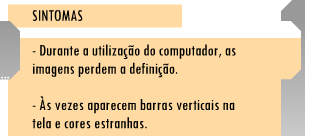 SINTOMAS
- Durante a utilização do computador, as
imagens perdem a definição.
- Às vezes aparecem barras verticais na
tela e cores estranhas.